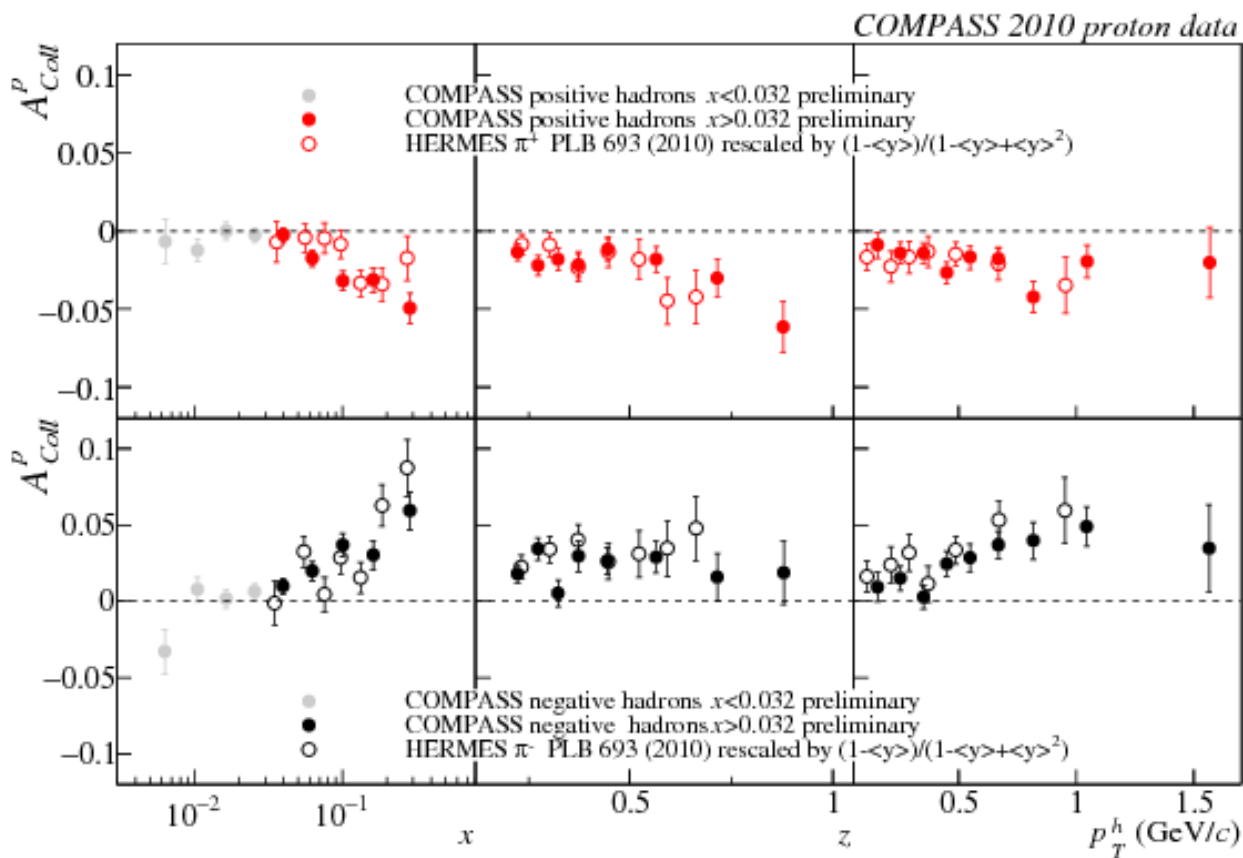 COMPASS 2010 proton data
A^p_Coll
0.1
0.05
0
−0.05
−0.1
COMPASS positive hadrons x<0.032 preliminary
COMPASS positive hadrons x>0.032 preliminary
HERMES π⁺ PLB 693 (2010) rescaled by (1-<y>)/(1-<y>+<y>²)
A^p_Coll
0.1
0.05
0
−0.05
−0.1
COMPASS negative hadrons x<0.032 preliminary
COMPASS negative hadrons x>0.032 preliminary
HERMES π⁻ PLB 693 (2010) rescaled by (1-<y>)/(1-<y>+<y>²)
10⁻² 10⁻¹ 0.5 1 0.5 1 1.5
x z p_T^h (GeV/c)